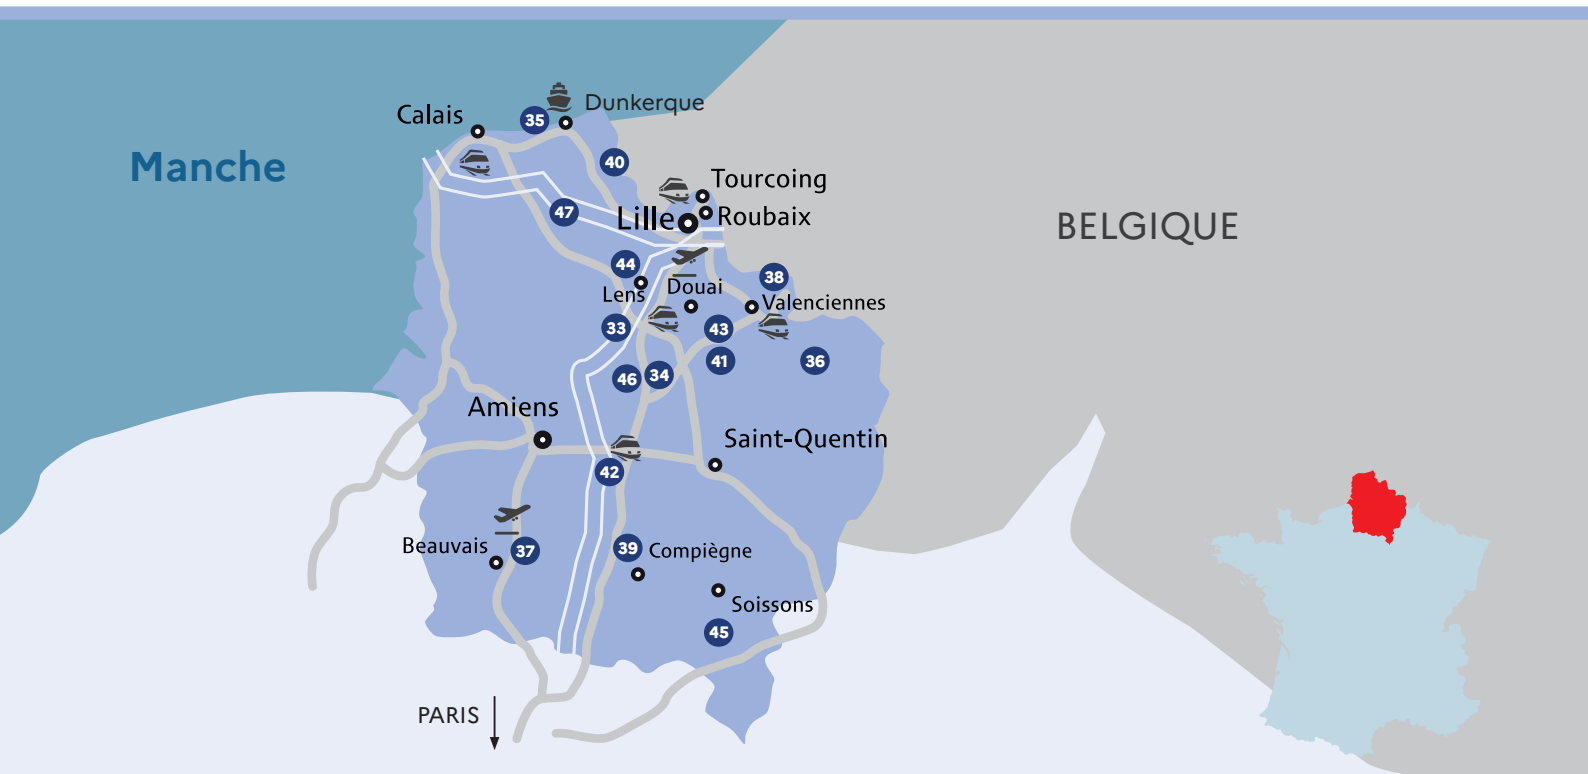 Dunkerque
Calais
35
Manche
40
Tourcoing
47
Lille
Roubaix
BELGIQUE
44
38
Lens
Douai
Valenciennes
33
43
41
36
46
34
Amiens
Saint-Quentin
42
Beauvais
37
39
Compiègne
Soissons
45
PARIS